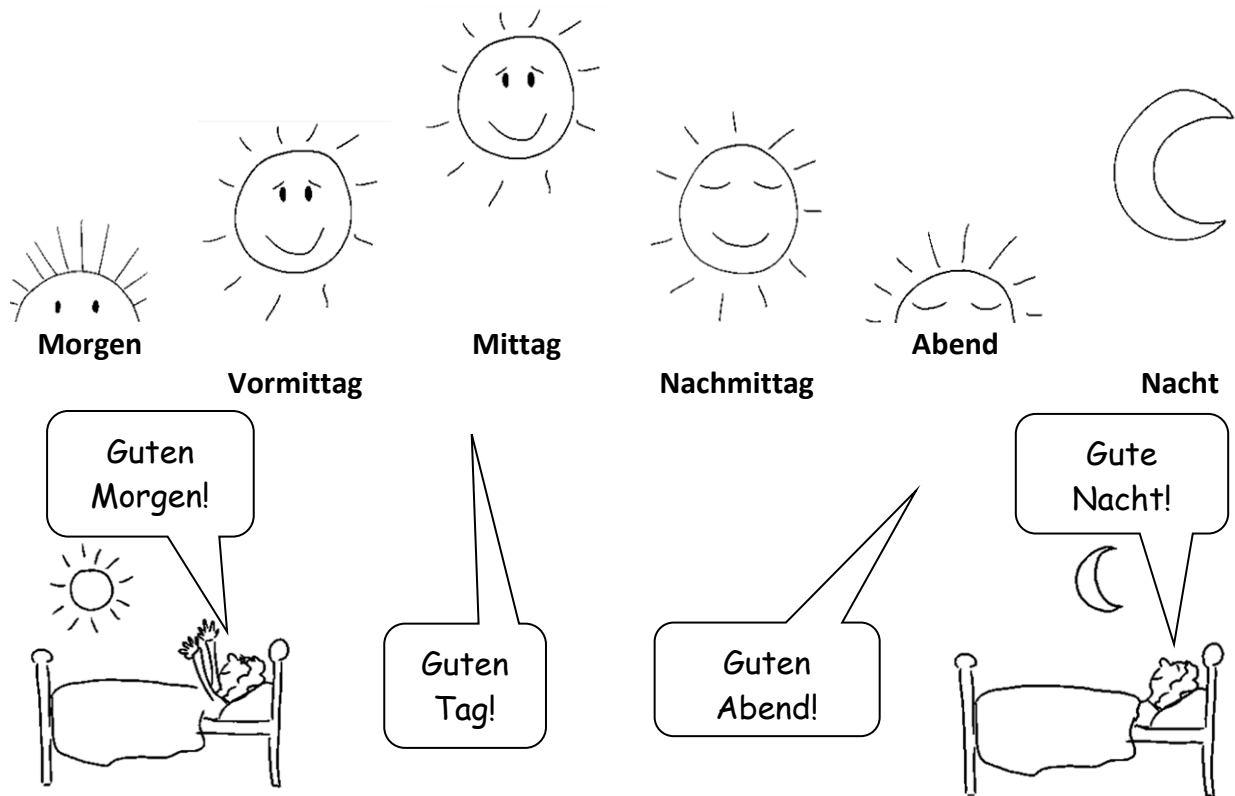 Morgen Mittag Abend
Vormittag Nachmittag Nacht
Guten
Morgen!
Gute
Nacht!
Guten
Tag!
Guten
Abend!